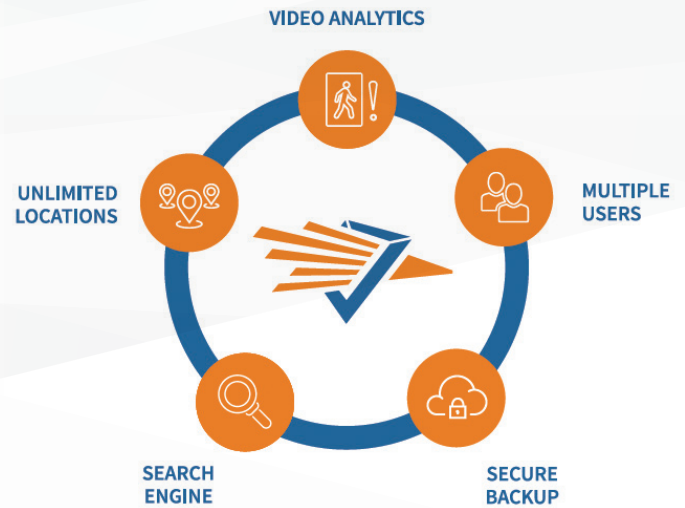 VIDEO ANALYTICS
UNLIMITED
LOCATIONS
MULTIPLE
USERS
SEARCH
ENGINE
SECURE
BACKUP